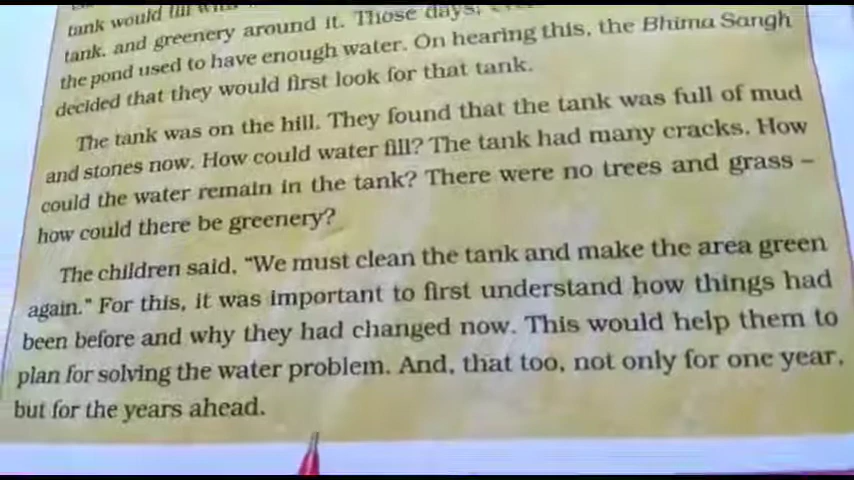 tank would fill with
tank, and greenery around it. Those days,
the pond used to have enough water. On hearing this, the Bhima Sangh
decided that they would first look for that tank.
The tank was on the hill. They found that the tank was full of mud
and stones now. How could water fill? The tank had many cracks. How
could the water remain in the tank? There were no trees and grass –
how could there be greenery?
The children said, "We must clean the tank and make the area green
again." For this, it was important to first understand how things had
been before and why they had changed now. This would help them to
plan for solving the water problem. And, that too, not only for one year,
but for the years ahead.